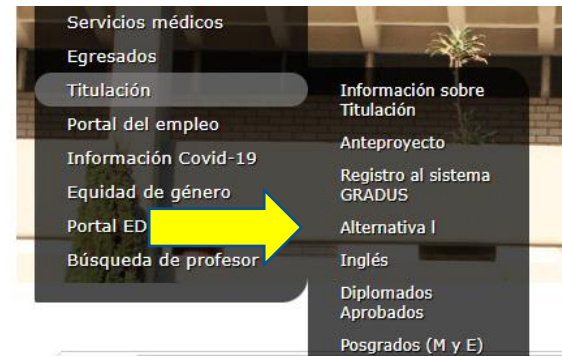 Servicios médicos
Egresados
Titulación
Portal del empleo
Información Covid-19
Equidad de género
Portal ED
Búsqueda de profesor
Información sobre
Titulación
Anteproyecto
Registro al sistema
GRADUS
Alternativa I
Inglés
Diplomados
Aprobados
Posgrados (M y E)